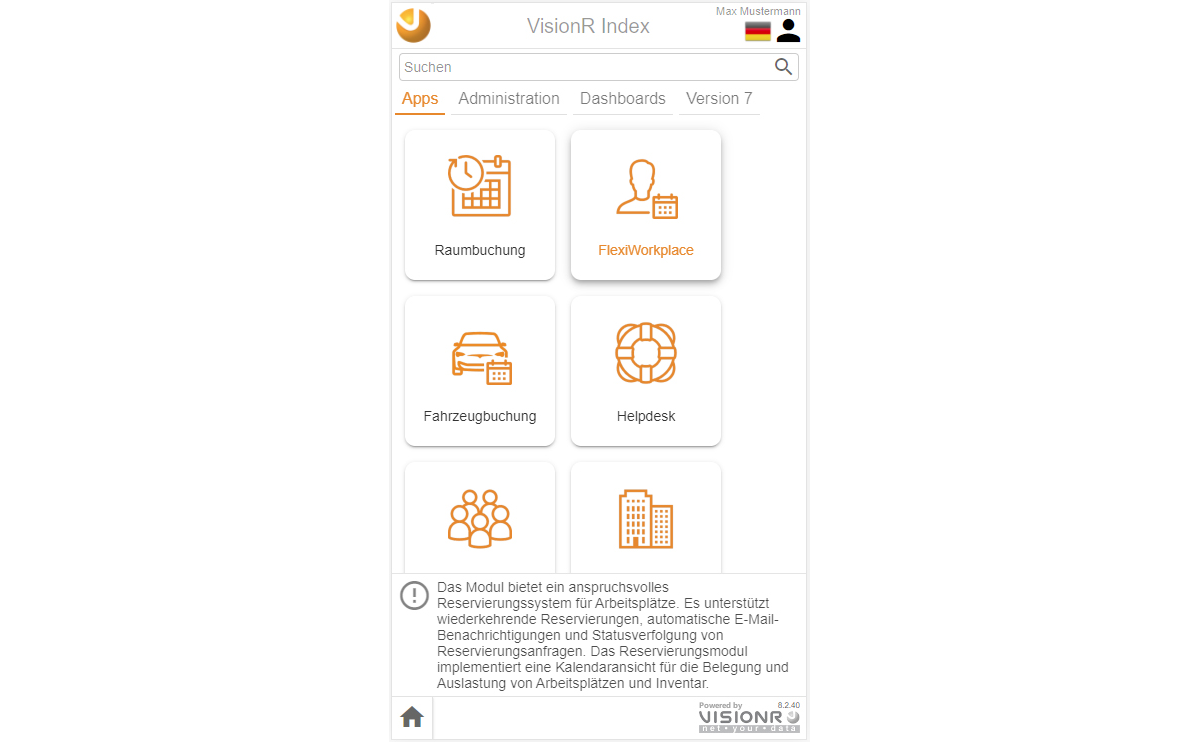 Max Mustermann
VisionR Index
Suchen
Apps Administration Dashboards Version 7
Raumbuchung FlexiWorkplace
Fahrzeugbuchung Helpdesk
Das Modul bietet ein anspruchsvolles
Reservierungssystem für Arbeitsplätze. Es unterstützt
wiederkehrende Reservierungen, automatische E-Mail-
Benachrichtigungen und Statusverfolgung von
Reservierungsanfragen. Das Reservierungsmodul
implementiert eine Kalendaransicht für die Belegung und
Auslastung von Arbeitsplätzen und Inventar.
Powered by 8.2.40
VISIONR
net • your • data